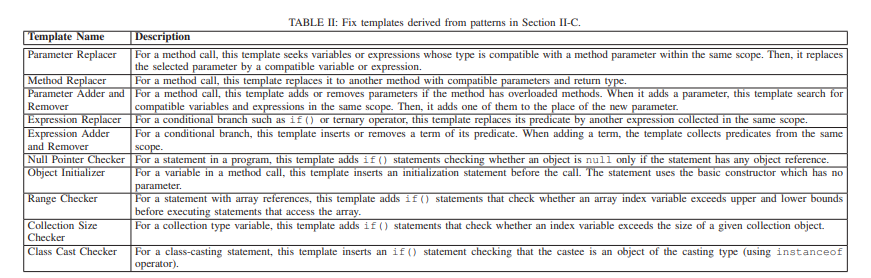 TABLE II: Fix templates derived from patterns in Section II-C.
Template Name Description
Parameter Replacer For a method call, this template seeks variables or expressions whose type is compatible with a method parameter within the same scope. Then, it replaces
the selected parameter by a compatible variable or expression.
Method Replacer For a method call, this template replaces it to another method with compatible parameters and return type.
Parameter Adder and For a method call, this template adds or removes parameters if the method has overloaded methods. When it adds a parameter, this template search for
Remover compatible variables and expressions in the same scope. Then, it adds one of them to the place of the new parameter.
Expression Replacer For a conditional branch such as if() or ternary operator, this template replaces its predicate by another expression collected in the same scope.
Expression Adder For a conditional branch, this template inserts or removes a term of its predicate. When adding a term, the template collects predicates from the same
and Remover scope.
Null Pointer Checker For a statement in a program, this template adds if() statements checking whether an object is null only if the statement has any object reference.
Object Initializer For a variable in a method call, this template inserts an initialization statement before the call. The statement uses the basic constructor which has no
parameter.
Range Checker For a statement with array references, this template adds if() statements that check whether an array index variable exceeds upper and lower bounds
before executing statements that access the array.
Collection Size For a collection type variable, this template adds if() statements that check whether an index variable exceeds the size of a given collection object.
Checker
Class Cast Checker For a class-casting statement, this template inserts an if() statement checking that the castee is an object of the casting type (using instanceof
operator).